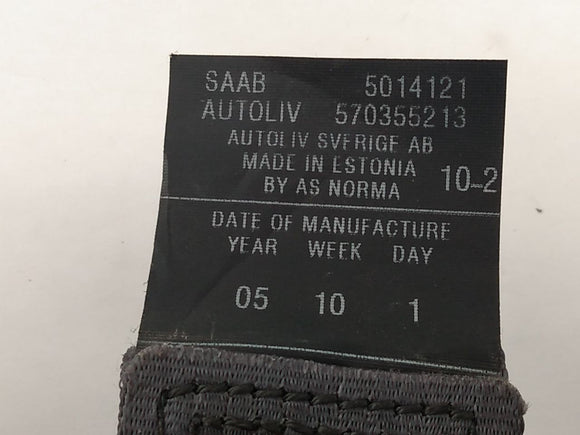 SAAB 5014121
AUTOLIV 570355213
AUTOLIV SVERIGE AB
MADE IN ESTONIA
BY AS NORMA 10-2
DATE OF MANUFACTURE
YEAR WEEK DAY
05 10 1